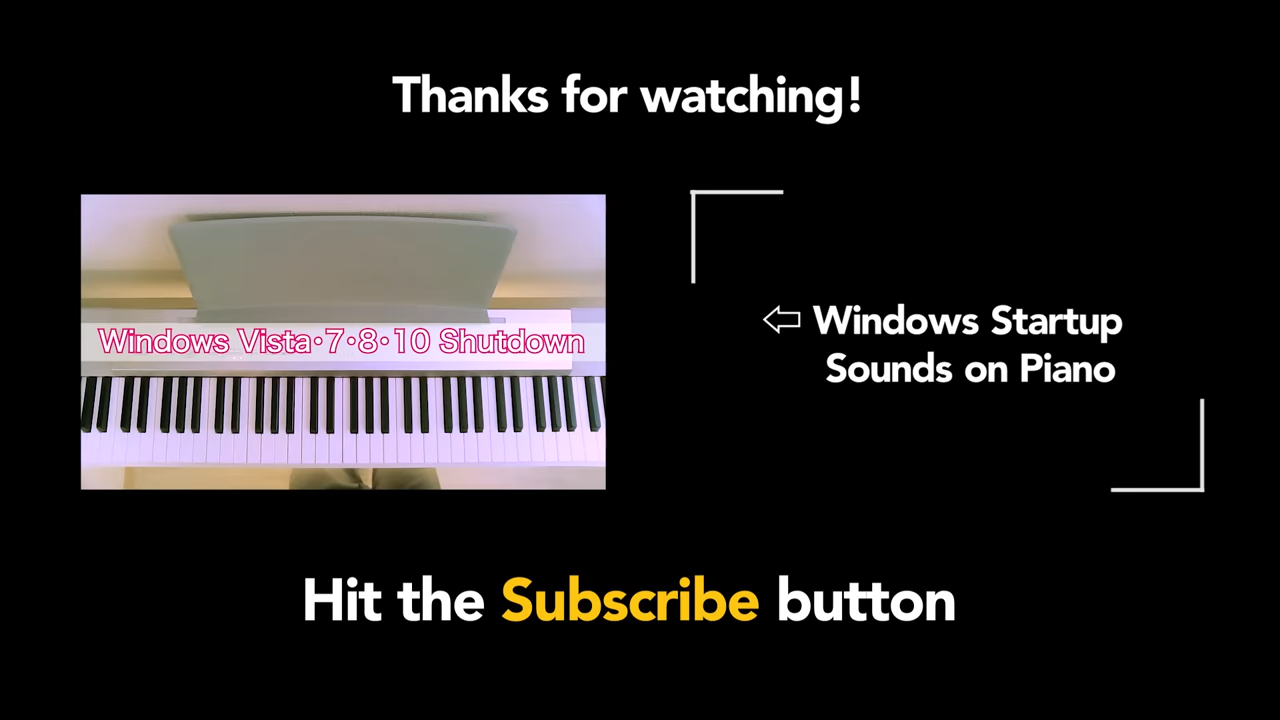 Thanks for watching!
Windows Vista･7･8･10 Shutdown
⇦ Windows Startup
Sounds on Piano
Hit the Subscribe button